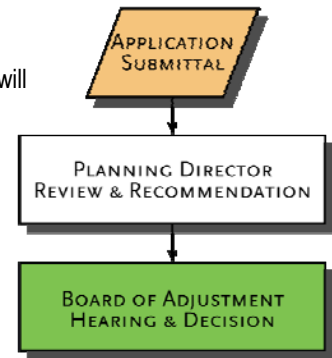 APPLICATION
SUBMITTAL
will
PLANNING DIRECTOR
REVIEW & RECOMMENDATION
BOARD OF ADJUSTMENT
HEARING & DECISION